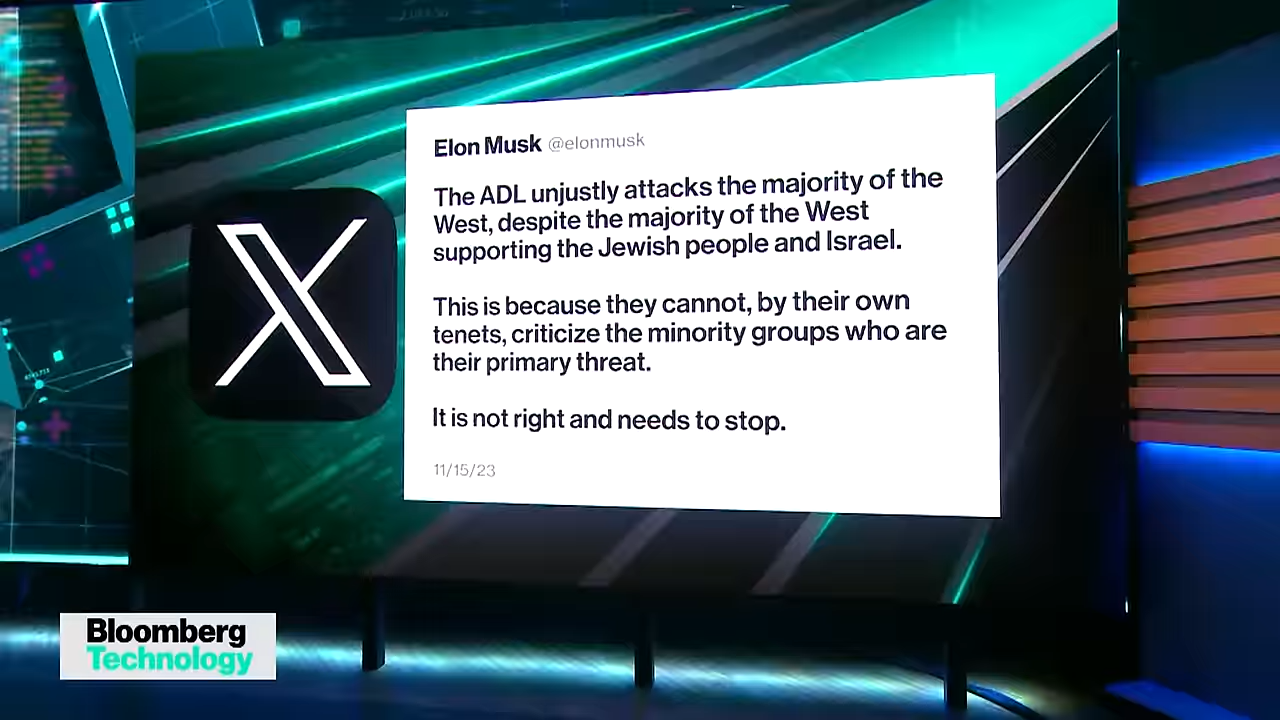 Elon Musk @elonmusk
The ADL unjustly attacks the majority of the
West, despite the majority of the West
supporting the Jewish people and Israel.
This is because they cannot, by their own
tenets, criticize the minority groups who are
their primary threat.
It is not right and needs to stop.
11/15/23
Bloomberg
Technology